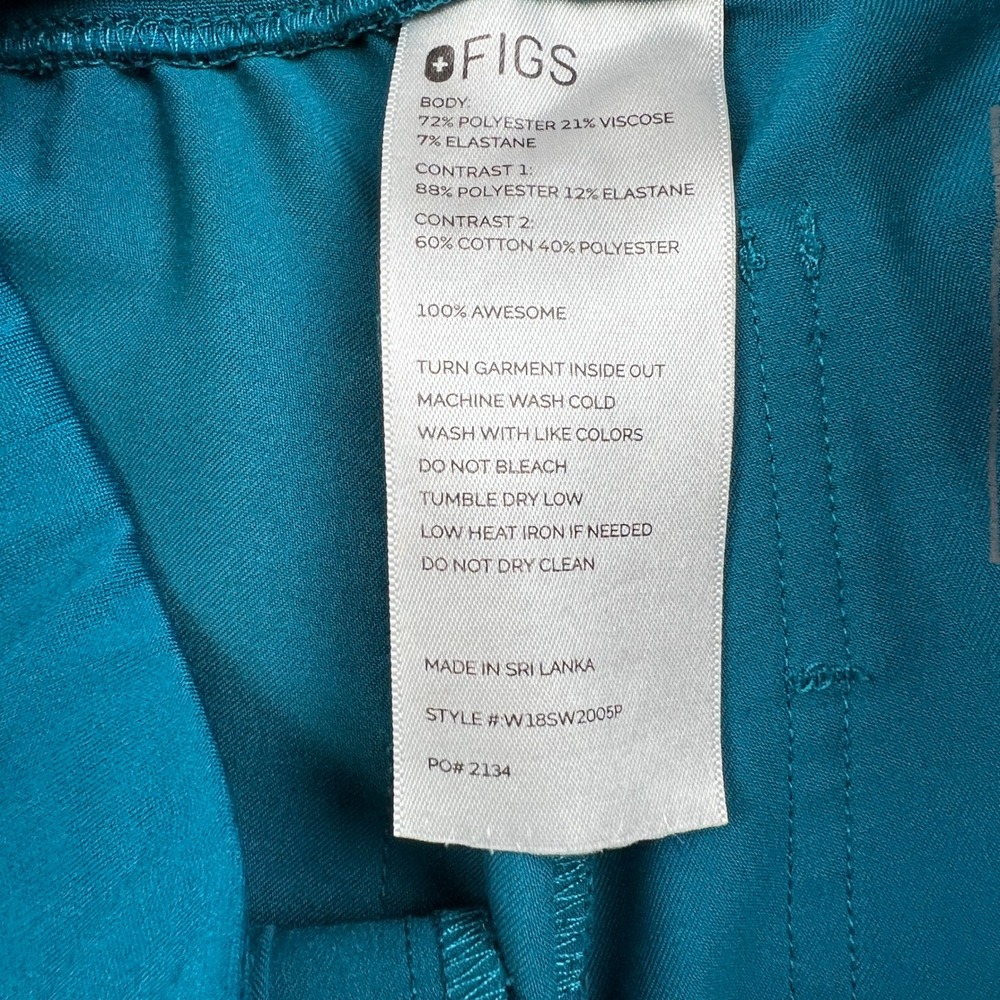 FIGS
BODY:
72% POLYESTER 21% VISCOSE
7% ELASTANE
CONTRAST 1:
88% POLYESTER 12% ELASTANE
CONTRAST 2:
60% COTTON 40% POLYESTER
100% AWESOME
TURN GARMENT INSIDE OUT
MACHINE WASH COLD
WASH WITH LIKE COLORS
DO NOT BLEACH
TUMBLE DRY LOW
LOW HEAT IRON IF NEEDED
DO NOT DRY CLEAN
MADE IN SRI LANKA
STYLE #:W18SW2005P
PO# 2134